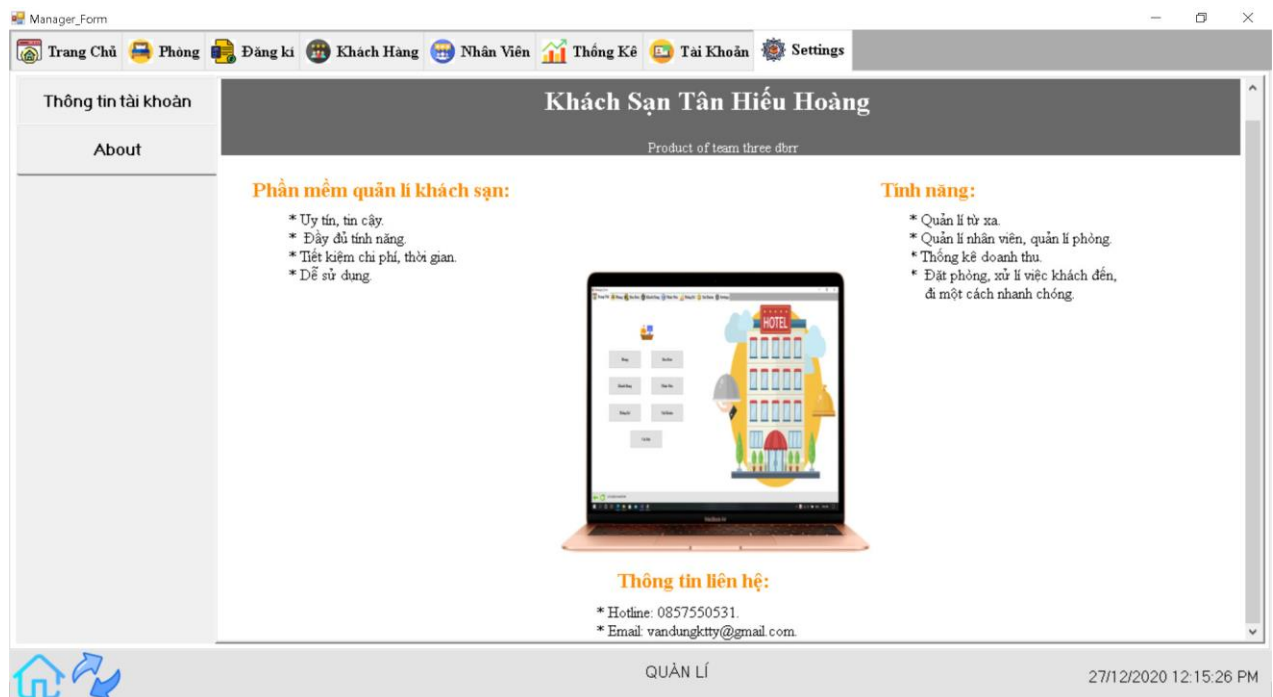 Manager_Form
Trang Chủ Phòng Đăng kí Khách Hàng Nhân Viên Thống Kê Tài Khoản Settings
Thông tin tài khoản
About
Khách Sạn Tân Hiếu Hoàng
Product of team three dbrr
Phần mềm quản lí khách sạn:
* Uy tín, tin cậy.
* Đầy đủ tính năng.
* Tiết kiệm chi phí, thời gian.
* Dễ sử dụng.
Tính năng:
* Quản lí từ xa.
* Quản lí nhân viên, quản lí phòng.
* Thống kê doanh thu.
* Đặt phòng, xử lí việc khách đến,
đi một cách nhanh chóng.
HOTEL
Thông tin liên hệ:
* Hotline: 0857550531.
* Email: vandungktty@gmail.com.
QUẢN LÍ
27/12/2020 12:15:26 PM